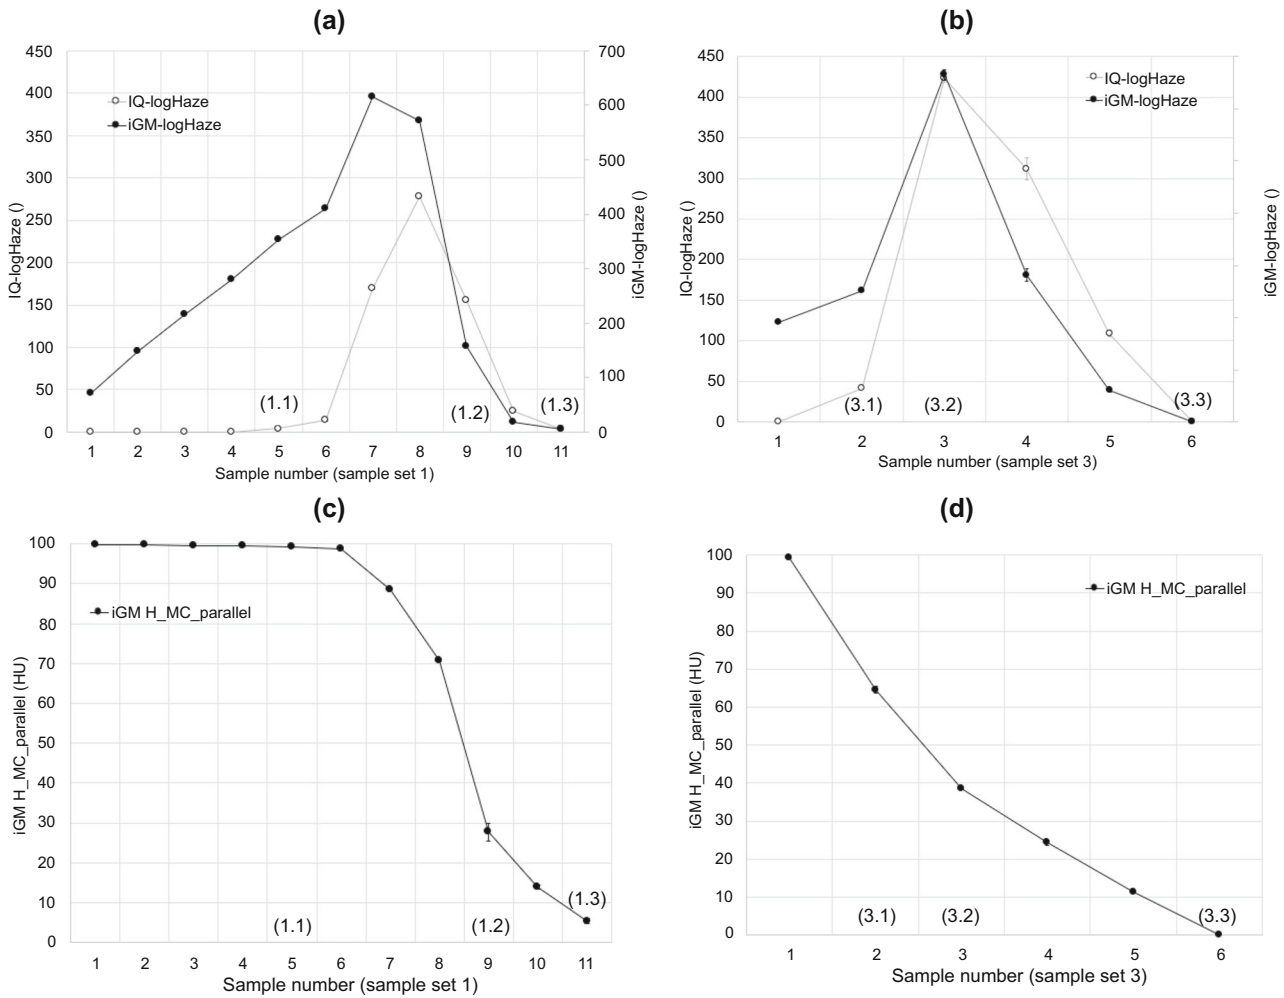 (a)
450
400
350
300
250
200
150
100
50
0
IQ-logHaze ()
IQ-logHaze
iGM-logHaze
(1.1)
(1.2)
(1.3)
700
600
500
400
300
200
100
0
iGM-logHaze ()
1 2 3 4 5 6 7 8 9 10 11
Sample number (sample set 1)
(b)
450
400
350
300
250
200
150
100
50
0
IQ-logHaze ()
IQ-logHaze
iGM-logHaze
(3.1)
(3.2)
(3.3)
iGM-logHaze ()
1 2 3 4 5 6
Sample number (sample set 3)
(c)
100
90
80
70
60
50
40
30
20
10
0
iGM H_MC_parallel (HU)
iGM H_MC_parallel
(1.1)
(1.2)
(1.3)
1 2 3 4 5 6 7 8 9 10 11
Sample number (sample set 1)
(d)
100
90
80
70
60
50
40
30
20
10
0
iGM H_MC_parallel (HU)
iGM H_MC_parallel
(3.1)
(3.2)
(3.3)
1 2 3 4 5 6
Sample number (sample set 3)